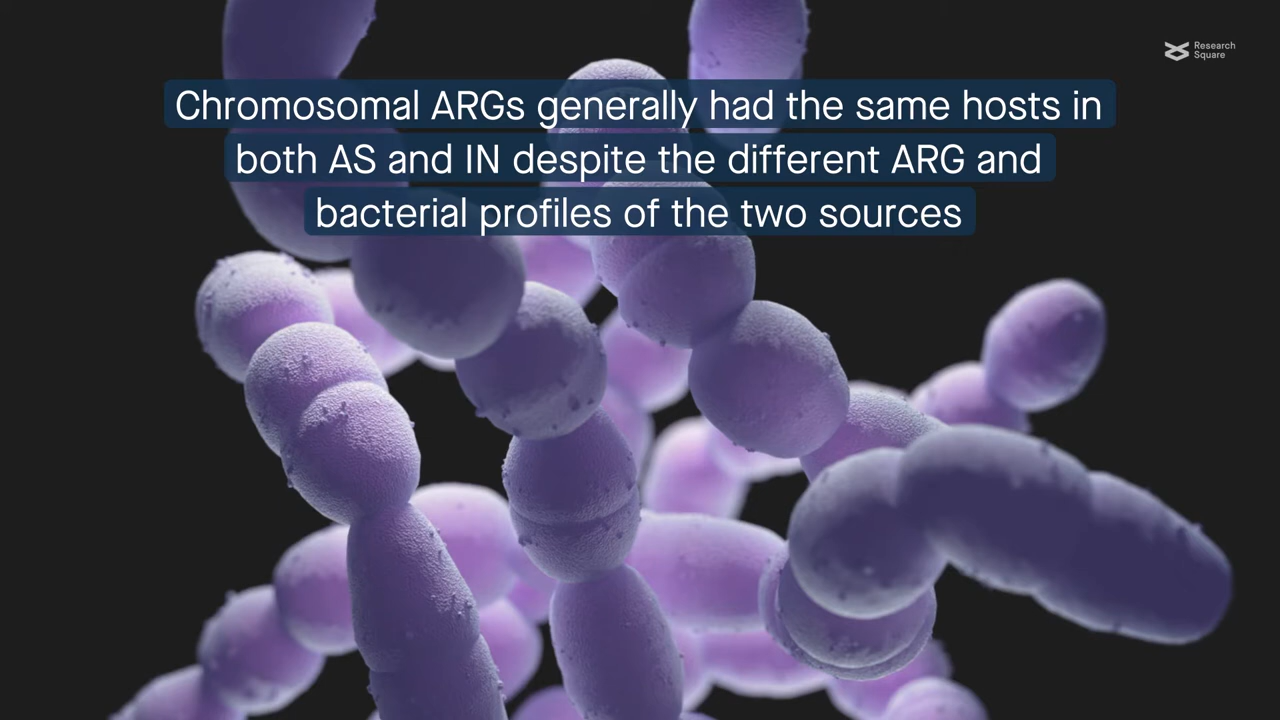 Research
Square
Chromosomal ARGs generally had the same hosts in
both AS and IN despite the different ARG and
bacterial profiles of the two sources